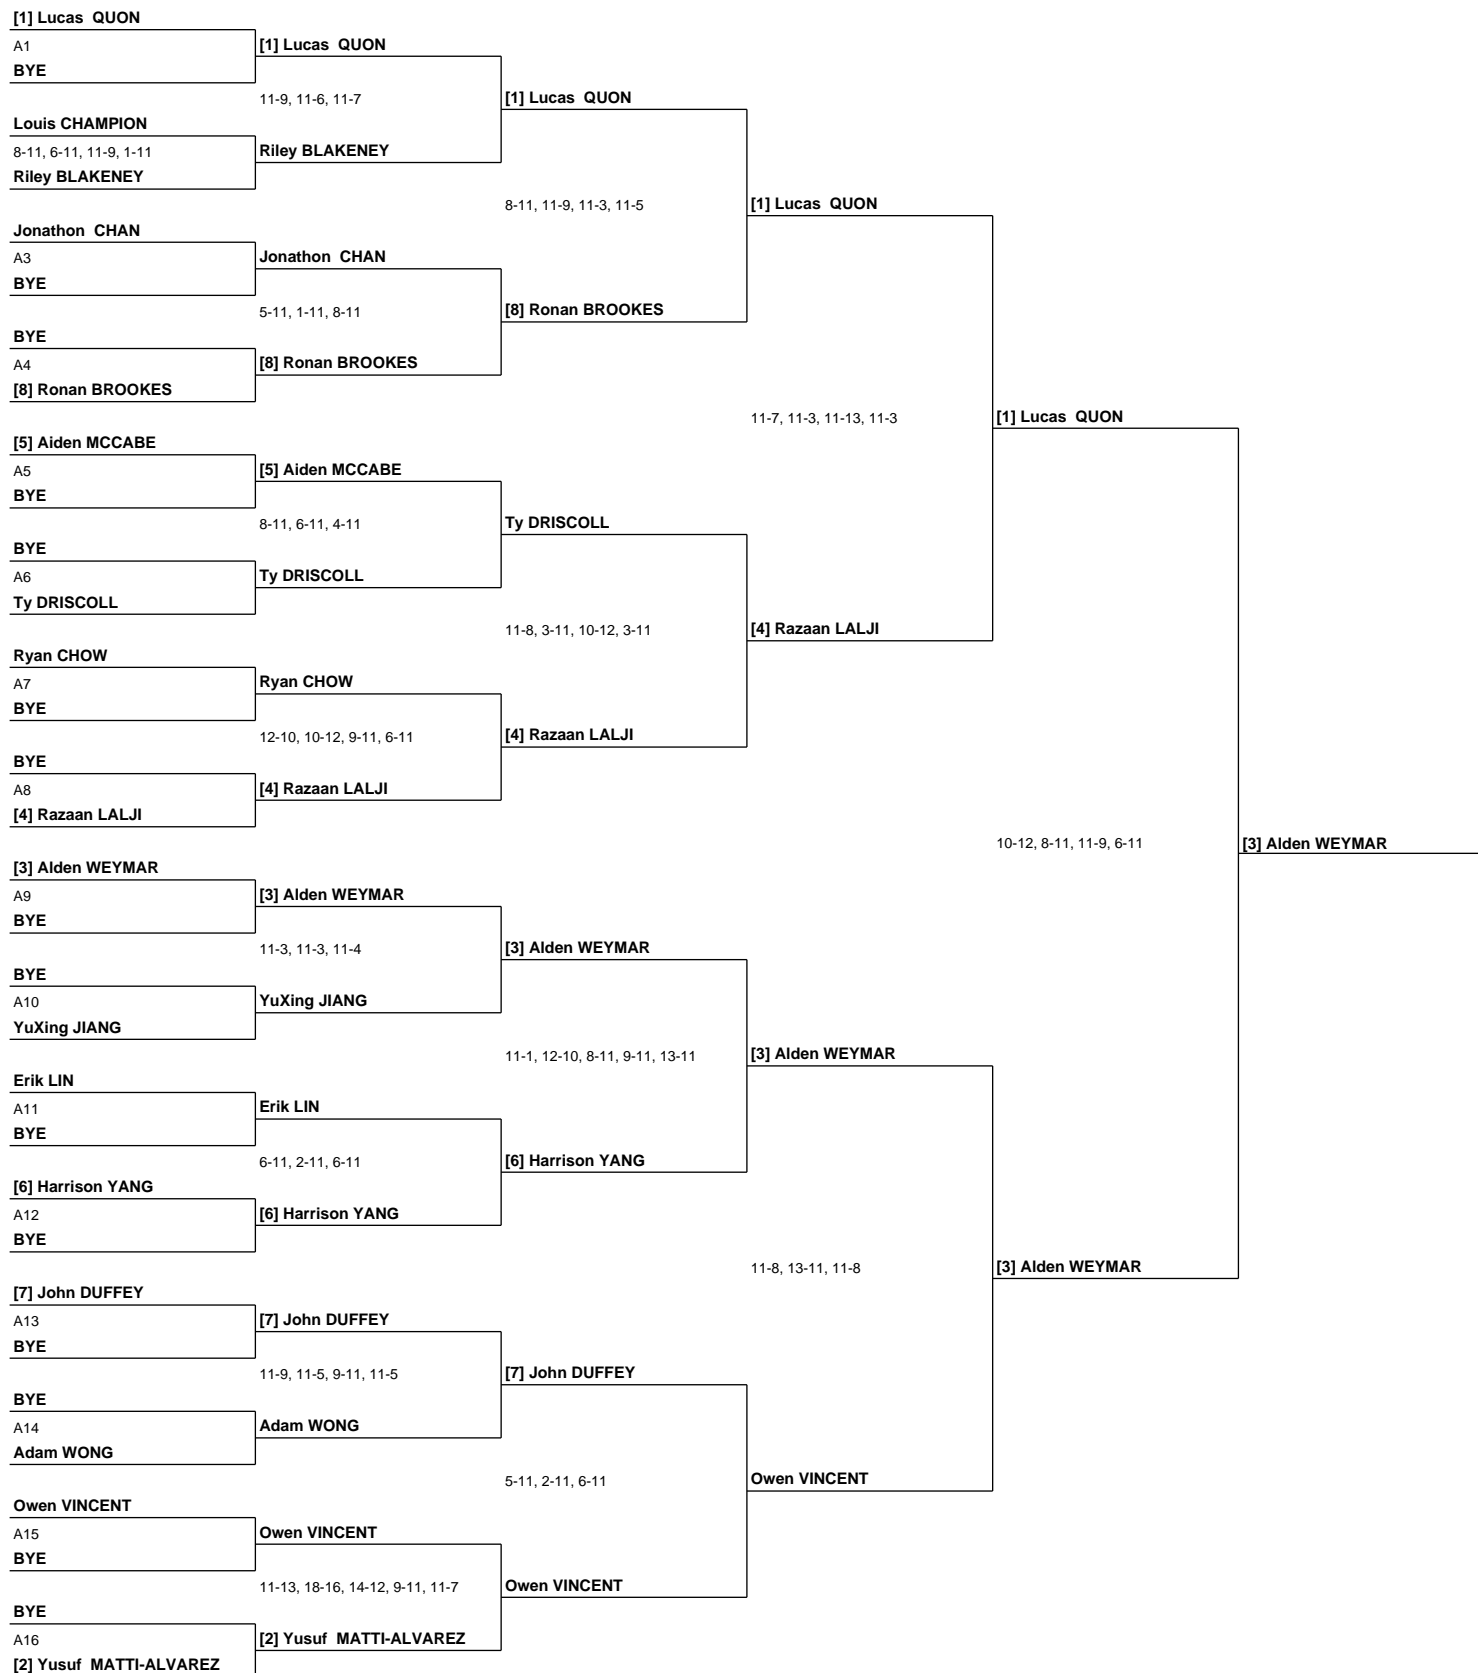 [1] Lucas  QUON
A1
[1] Lucas  QUON
BYE
11-9, 11-6, 11-7
[1] Lucas  QUON
Louis CHAMPION
8-11, 6-11, 11-9, 1-11
Riley BLAKENEY
Riley BLAKENEY
8-11, 11-9, 11-3, 11-5
[1] Lucas  QUON
Jonathon  CHAN
A3
Jonathon  CHAN
BYE
5-11, 1-11, 8-11
[8] Ronan BROOKES
BYE
A4
[8] Ronan BROOKES
[8] Ronan BROOKES
11-7, 11-3, 11-13, 11-3
[1] Lucas  QUON
[5] Aiden MCCABE
A5
[5] Aiden MCCABE
BYE
8-11, 6-11, 4-11
Ty DRISCOLL
BYE
A6
Ty DRISCOLL
Ty DRISCOLL
11-8, 3-11, 10-12, 3-11
[4] Razaan LALJI
Ryan CHOW
A7
Ryan CHOW
BYE
12-10, 10-12, 9-11, 6-11
[4] Razaan LALJI
BYE
A8
[4] Razaan LALJI
[4] Razaan LALJI
10-12, 8-11, 11-9, 6-11
[3] Alden WEYMAR
[3] Alden WEYMAR
A9
[3] Alden WEYMAR
BYE
11-3, 11-3, 11-4
[3] Alden WEYMAR
BYE
A10
YuXing JIANG
YuXing JIANG
11-1, 12-10, 8-11, 9-11, 13-11
[3] Alden WEYMAR
Erik LIN
A11
Erik LIN
BYE
6-11, 2-11, 6-11
[6] Harrison YANG
[6] Harrison YANG
A12
[6] Harrison YANG
BYE
11-8, 13-11, 11-8
[3] Alden WEYMAR
[7] John DUFFEY
A13
[7] John DUFFEY
BYE
11-9, 11-5, 9-11, 11-5
[7] John DUFFEY
BYE
A14
Adam WONG
Adam WONG
5-11, 2-11, 6-11
Owen VINCENT
Owen VINCENT
A15
Owen VINCENT
BYE
11-13, 18-16, 14-12, 9-11, 11-7
Owen VINCENT
BYE
A16
[2] Yusuf  MATTI-ALVAREZ
[2] Yusuf  MATTI-ALVAREZ